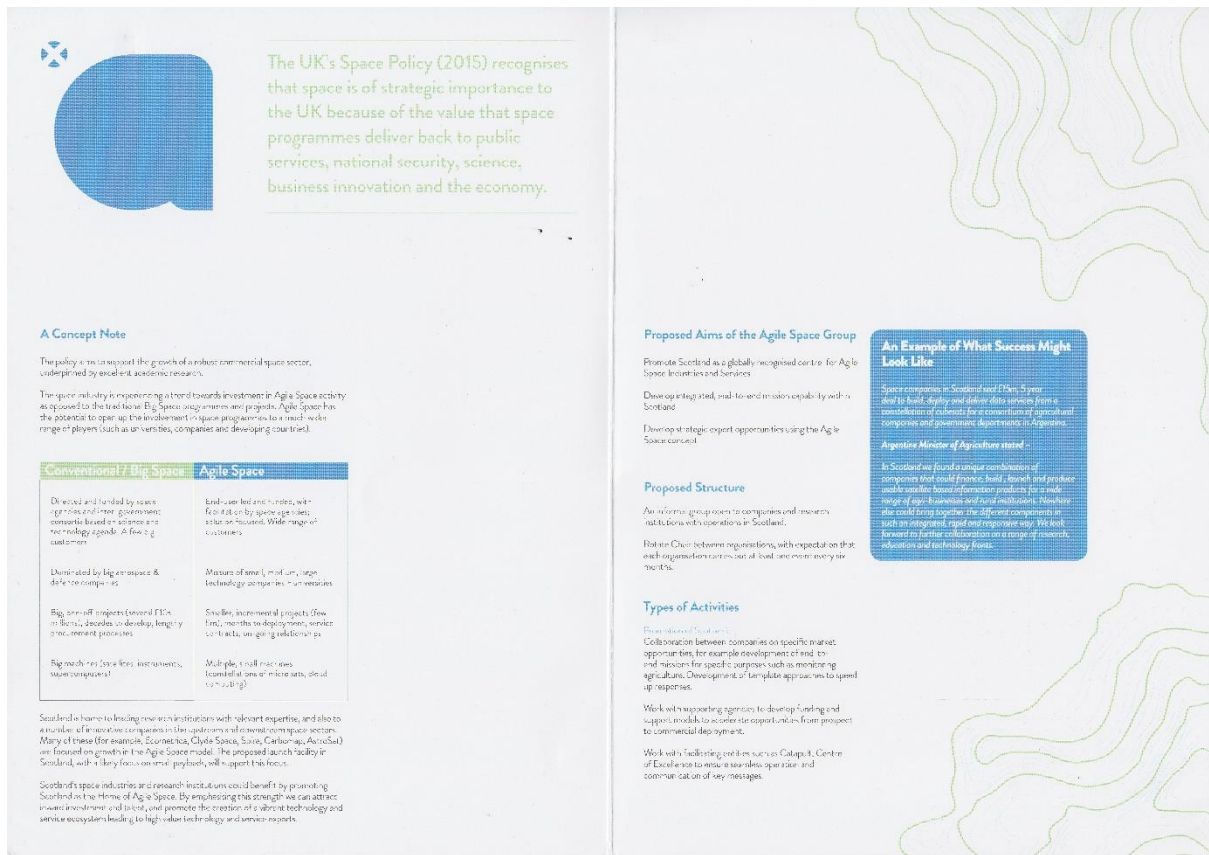 The UK's Space Policy (2015) recognises
that space is of strategic importance to
the UK because of the value that space
programmes deliver back to public
services, national security, science,
business innovation and the economy.
A Concept Note
The policy aims to support the growth of a robust commercial space sector,
underpinned by excellent academic research.
The space industry is experiencing a trend towards investment in Agile Space activity
as opposed to the traditional Big Space programmes and projects. Agile Space has
the potential to open up the involvement in space programmes to a much wider
range of players (such as universities, companies and developing countries).
Conventional / Big Space
Agile Space
Directed and funded by space
agencies and inter-government
consortia based on science and
technology agenda. A few big
customers
End-user led and funded, with
facilitation by space agencies;
solution focused. Wide range of
customers
Dominated by big aerospace &
defence companies
Mixture of small, medium, large
technology companies + universities
Big, one-off projects (several £10s
millions), decades to develop, lengthy
procurement processes
Smaller, incremental projects (few
£m), months to deployment, service
contracts, on-going relationships
Big machines (satellites, instruments,
supercomputers)
Multiple, small machines
(constellations of micro sats, cloud
computing)
Scotland is home to leading research institutions with relevant expertise, and also to
a number of innovative companies in the upstream and downstream space sectors.
Many of these (for example, Ecometrica, Clyde Space, Spire, Carbomap, AstroSat)
are focused on growth in the Agile Space model. The proposed launch facility in
Scotland, with a likely focus on small payloads, will support this focus.
Scotland's space industries and research institutions could benefit by promoting
Scotland as the Home of Agile Space. By emphasising this strength we can attract
inward investment and talent, and promote the creation of a vibrant technology and
service ecosystem leading to high value technology and service exports.
Proposed Aims of the Agile Space Group
Promote Scotland as a globally recognised centre for Agile
Space Industries and Services
Develop integrated, end-to-end mission capability within
Scotland
Develop strategic export opportunities using the Agile
Space concept
Proposed Structure
An informal group open to companies and research
institutions with operations in Scotland.
Rotate Chair between organisations, with expectation that
each organisation carries out at least one more every six
months.
Types of Activities
Collaboration between companies on specific market
opportunities, for example development of end-to-
end missions for specific purposes such as monitoring
agriculture. Development of template approaches to speed
up responses.
Work with supporting agencies to develop funding and
support models to accelerate opportunities from prospect
to commercial deployment.
Work with facilitating entities such as Catapult, Centre
of Excellence to ensure seamless operation and
communication of key messages.
An Example of What Success Might
Look Like
Space companies in Scotland seal £15m, 5 year
deal to build, deploy and deliver data services from a
constellation of cubesats for a consortium of agricultural
companies and government departments in Argentina.
Argentine Minister of Agriculture stated –
In Scotland we found a unique combination of
companies that could finance, build, launch and produce
usable satellite based information products for a wide
range of agri-businesses and rural institutions. Nowhere
else could bring together the different components in
such an integrated, rapid and responsive way. We look
forward to further collaboration on a range of research,
education and technology fronts.